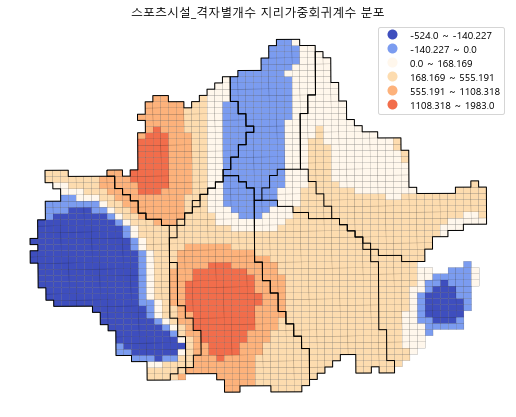 스포츠시설_격자별개수 지리가중회귀계수 분포
-524.0 ~ -140.227
-140.227 ~ 0.0
0.0 ~ 168.169
168.169 ~ 555.191
555.191 ~ 1108.318
1108.318 ~ 1983.0